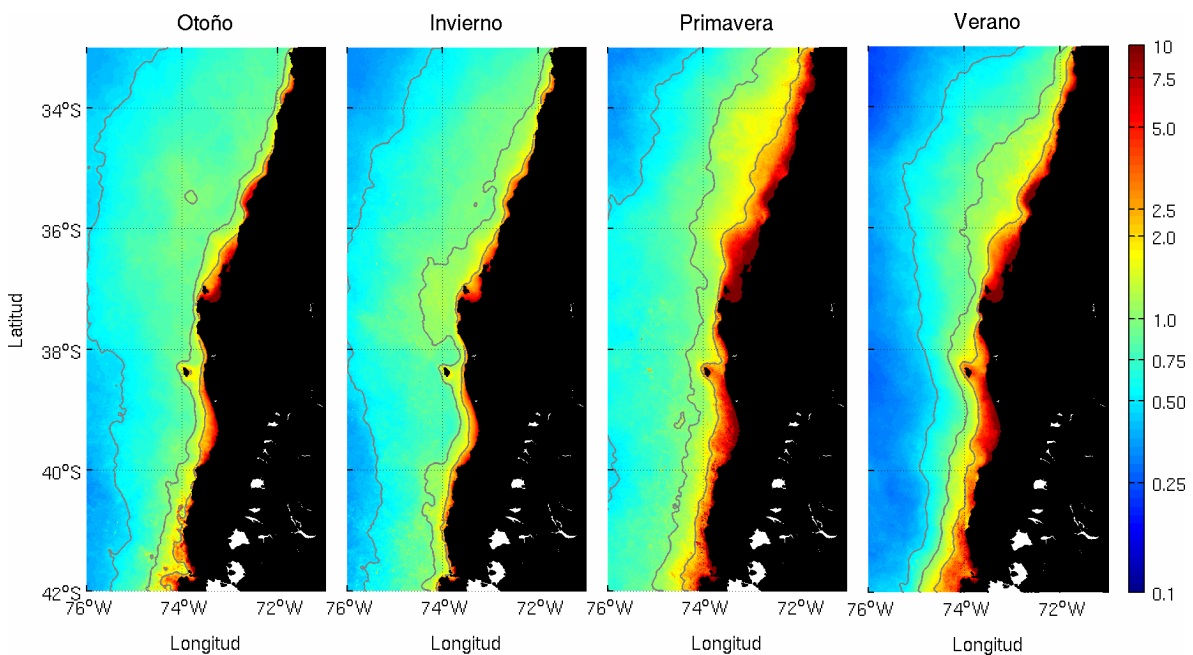 Otoño Invierno Primavera Verano
10
7.5
34°S
5.0
2.5
36°S
2.0
Latitud
1.0
38°S
0.75
0.50
40°S
0.25
42°S
0.1
76°W 74°W 72°W 76°W 74°W 72°W 76°W 74°W 72°W 76°W 74°W 72°W
Longitud Longitud Longitud Longitud